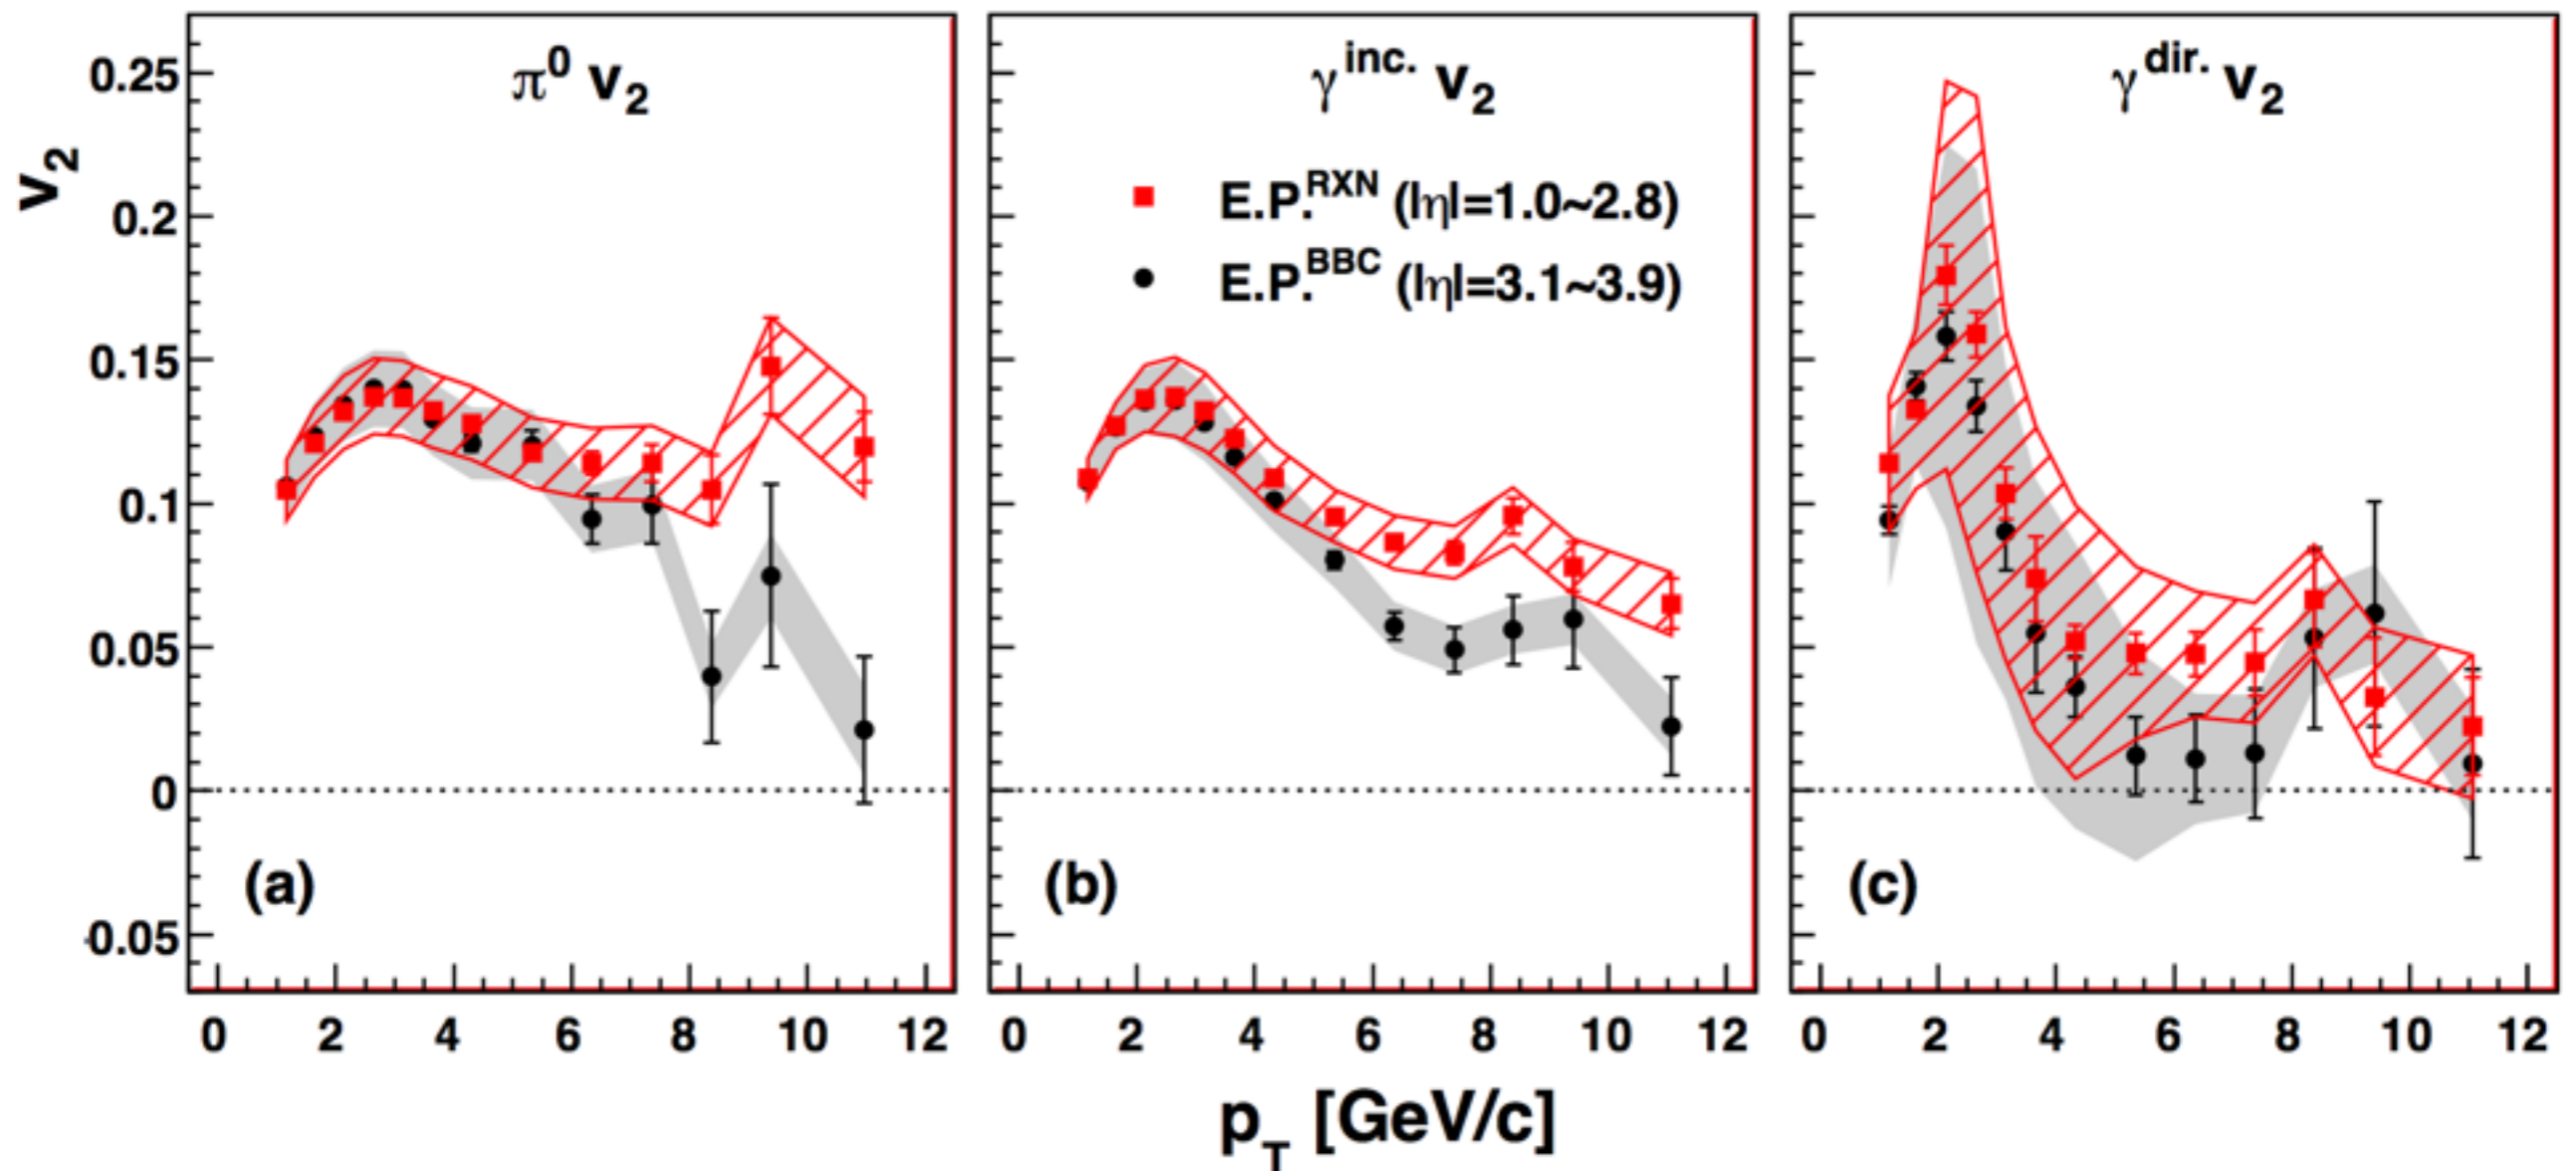 π⁰ v₂
γ^inc. v₂
γ^dir. v₂
v₂
0.25
0.2
0.15
0.1
0.05
0
-0.05
E.P.^RXN (|η|=1.0~2.8)
E.P.^BBC (|η|=3.1~3.9)
(a)
(b)
(c)
0 2 4 6 8 10 12
0 2 4 6 8 10 12
0 2 4 6 8 10 12
p_T [GeV/c]